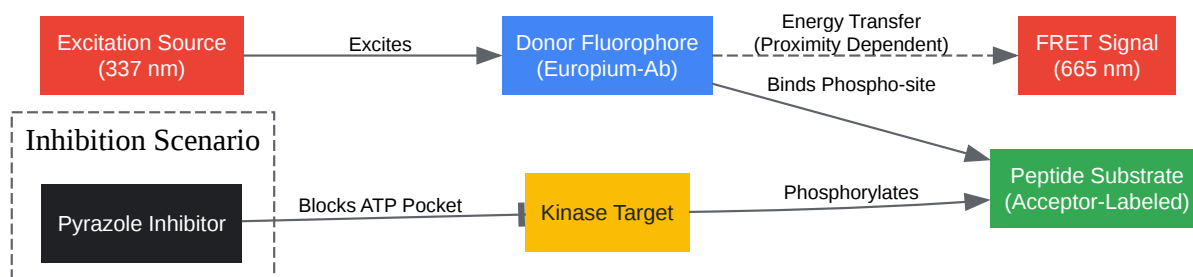 Excitation Source
(337 nm)
Excites
Donor Fluorophore
(Europium-Ab)
Energy Transfer
(Proximity Dependent)
FRET Signal
(665 nm)
Binds Phospho-site
Inhibition Scenario
Pyrazole Inhibitor
Blocks ATP Pocket
Kinase Target
Phosphorylates
Peptide Substrate
(Acceptor-Labeled)